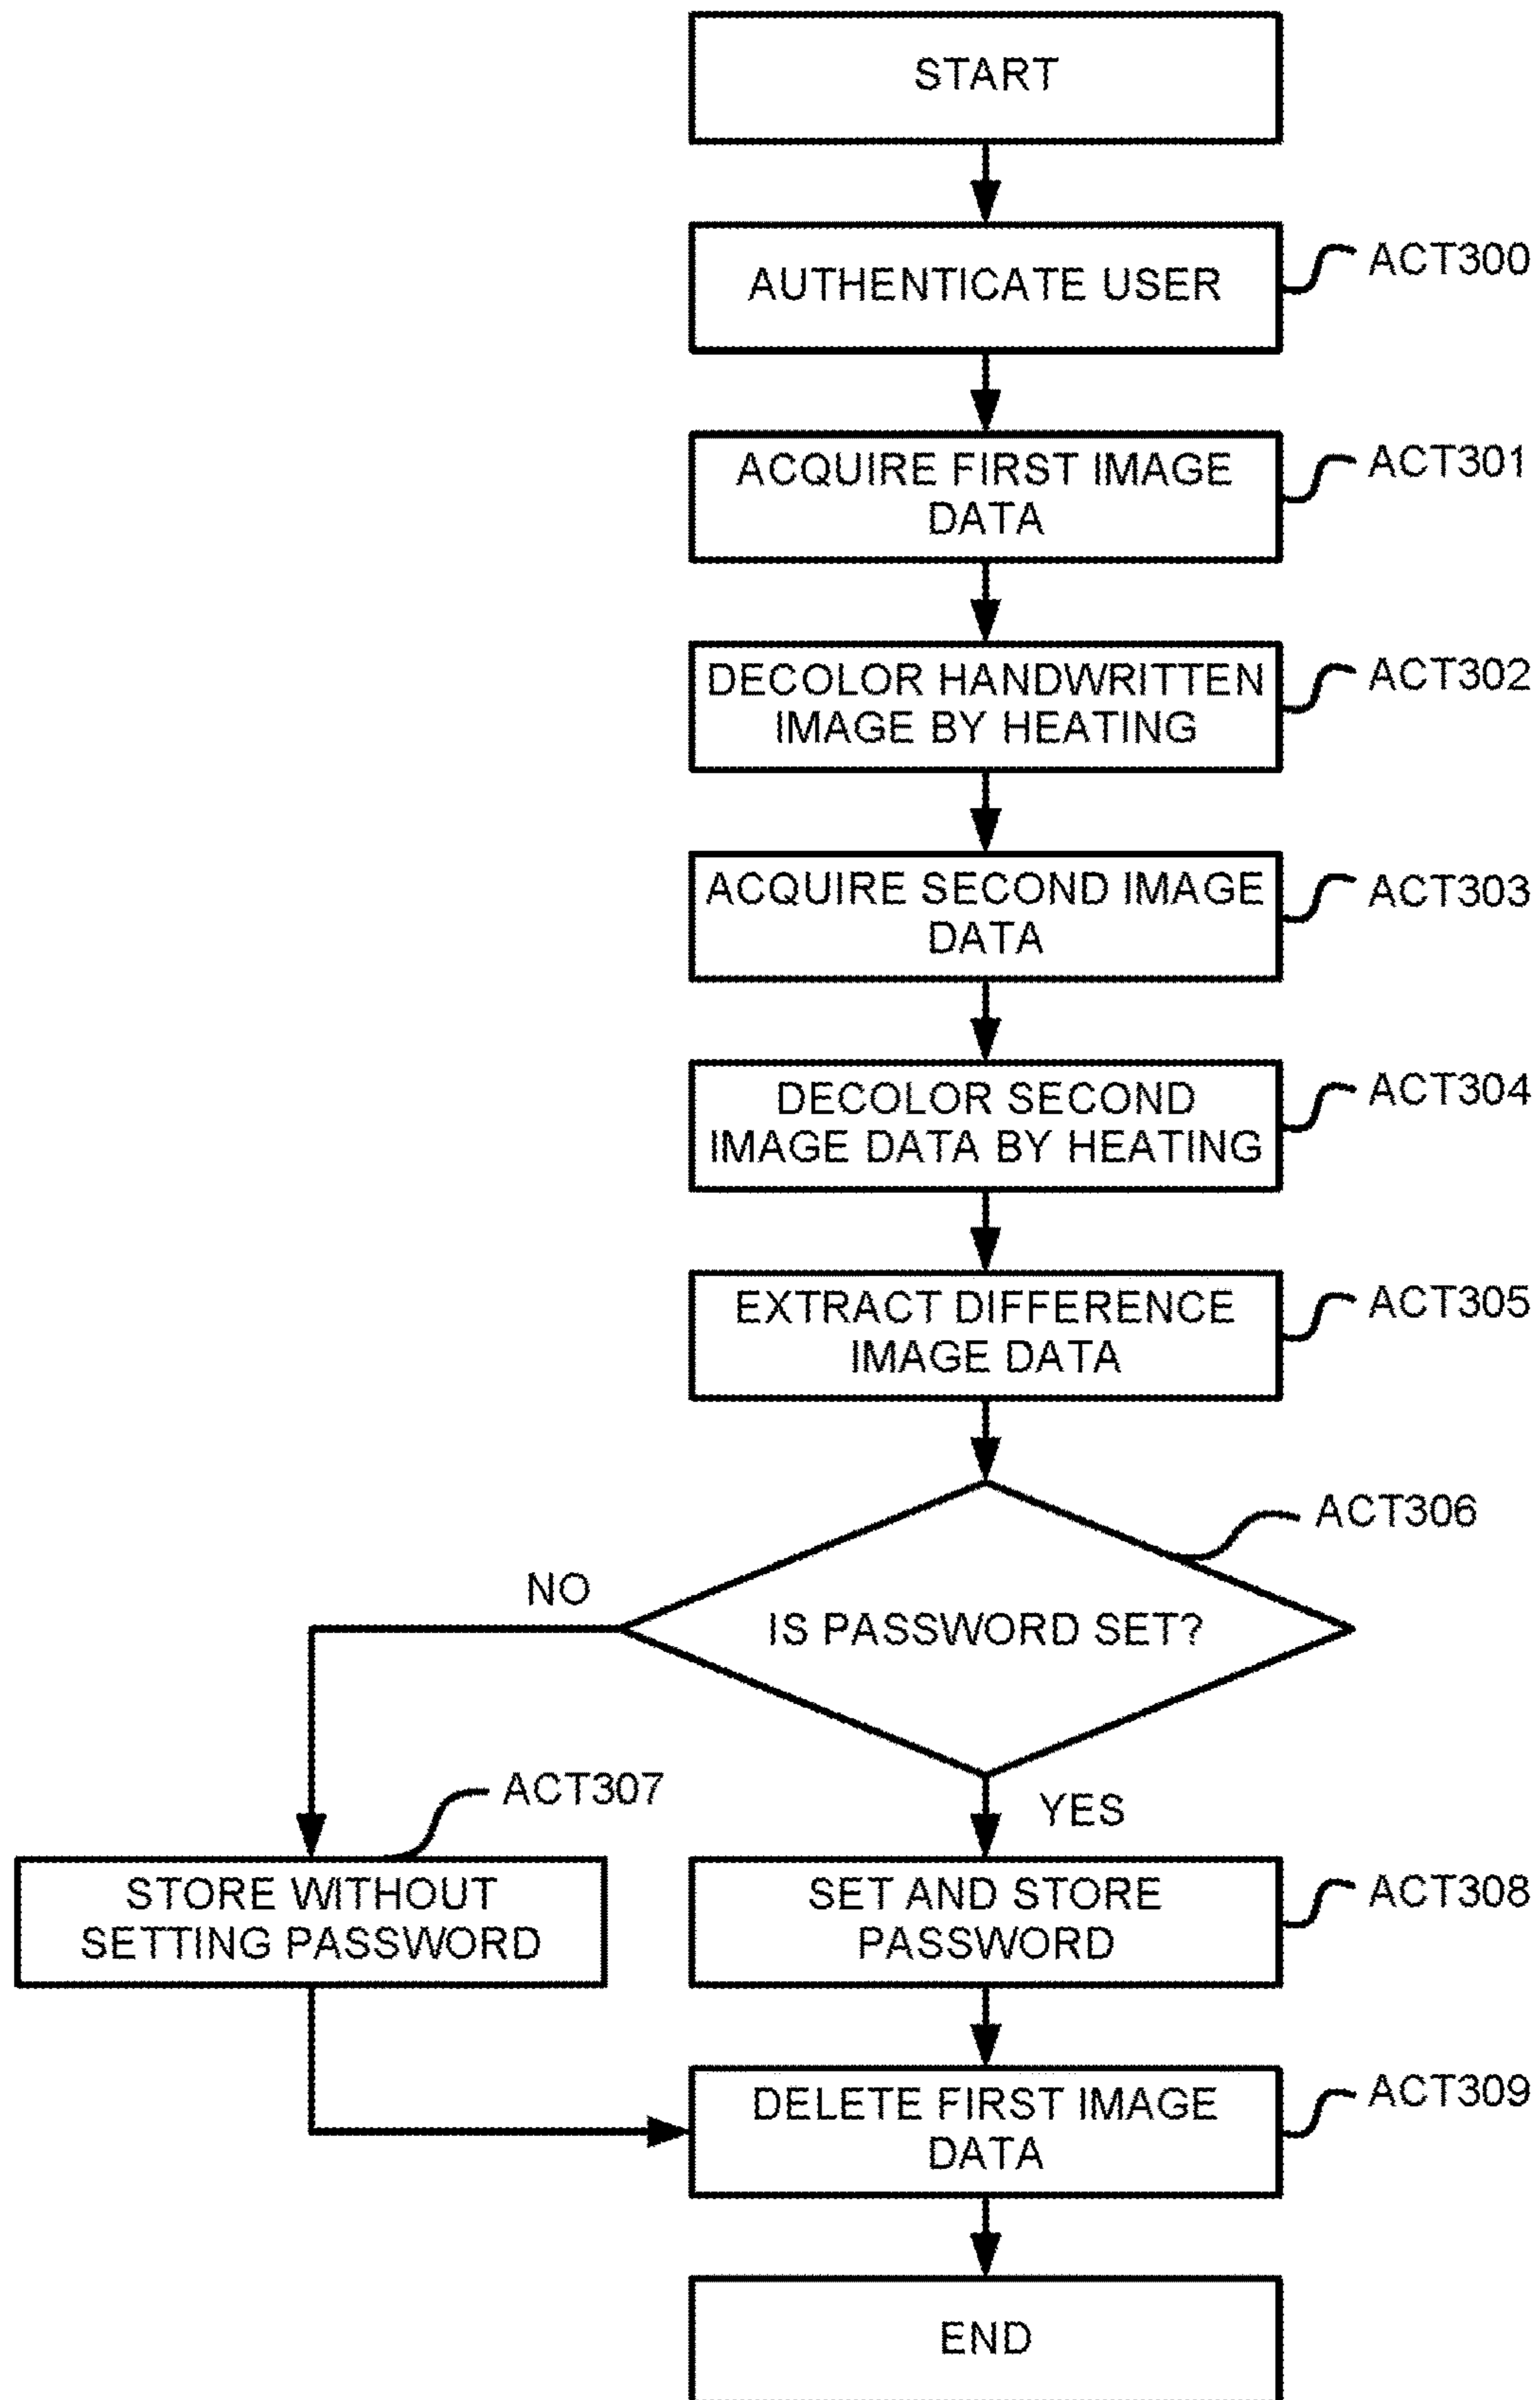 START
AUTHENTICATE USER
ACT300
ACQUIRE FIRST IMAGE
DATA
ACT301
DECOLOR HANDWRITTEN
IMAGE BY HEATING
ACT302
ACQUIRE SECOND IMAGE
DATA
ACT303
DECOLOR SECOND
IMAGE DATA BY HEATING
ACT304
EXTRACT DIFFERENCE
IMAGE DATA
ACT305
IS PASSWORD SET?
ACT306
NO
YES
STORE WITHOUT
SETTING PASSWORD
ACT307
SET AND STORE
PASSWORD
ACT308
DELETE FIRST IMAGE
DATA
ACT309
END